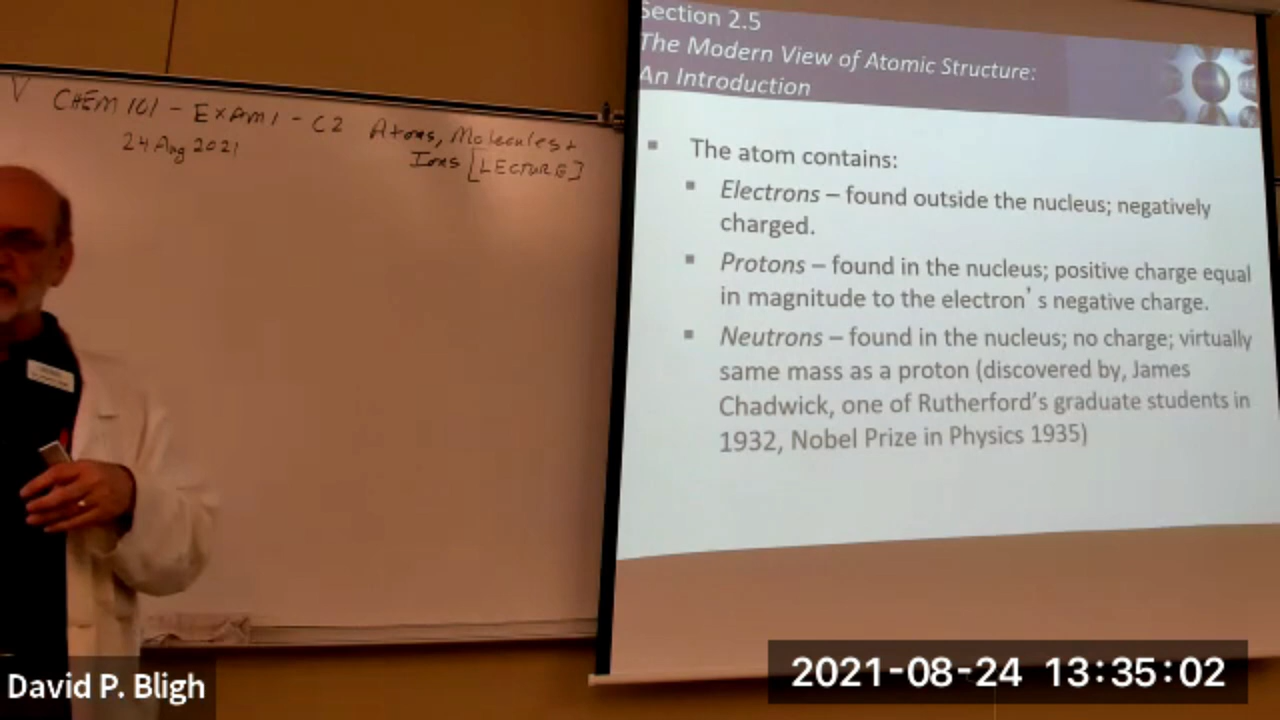 V CHEM 101 - EXAM 1 - C2 Atoms, Molecules +
24 Aug 2021 Ions [LECTURE]
Section 2.5
The Modern View of Atomic Structure:
An Introduction
The atom contains:
Electrons – found outside the nucleus; negatively
charged.
Protons – found in the nucleus; positive charge equal
in magnitude to the electron's negative charge.
Neutrons – found in the nucleus; no charge; virtually
same mass as a proton (discovered by, James
Chadwick, one of Rutherford's graduate students in
1932, Nobel Prize in Physics 1935)
David P. Bligh
2021-08-24 13:35:02